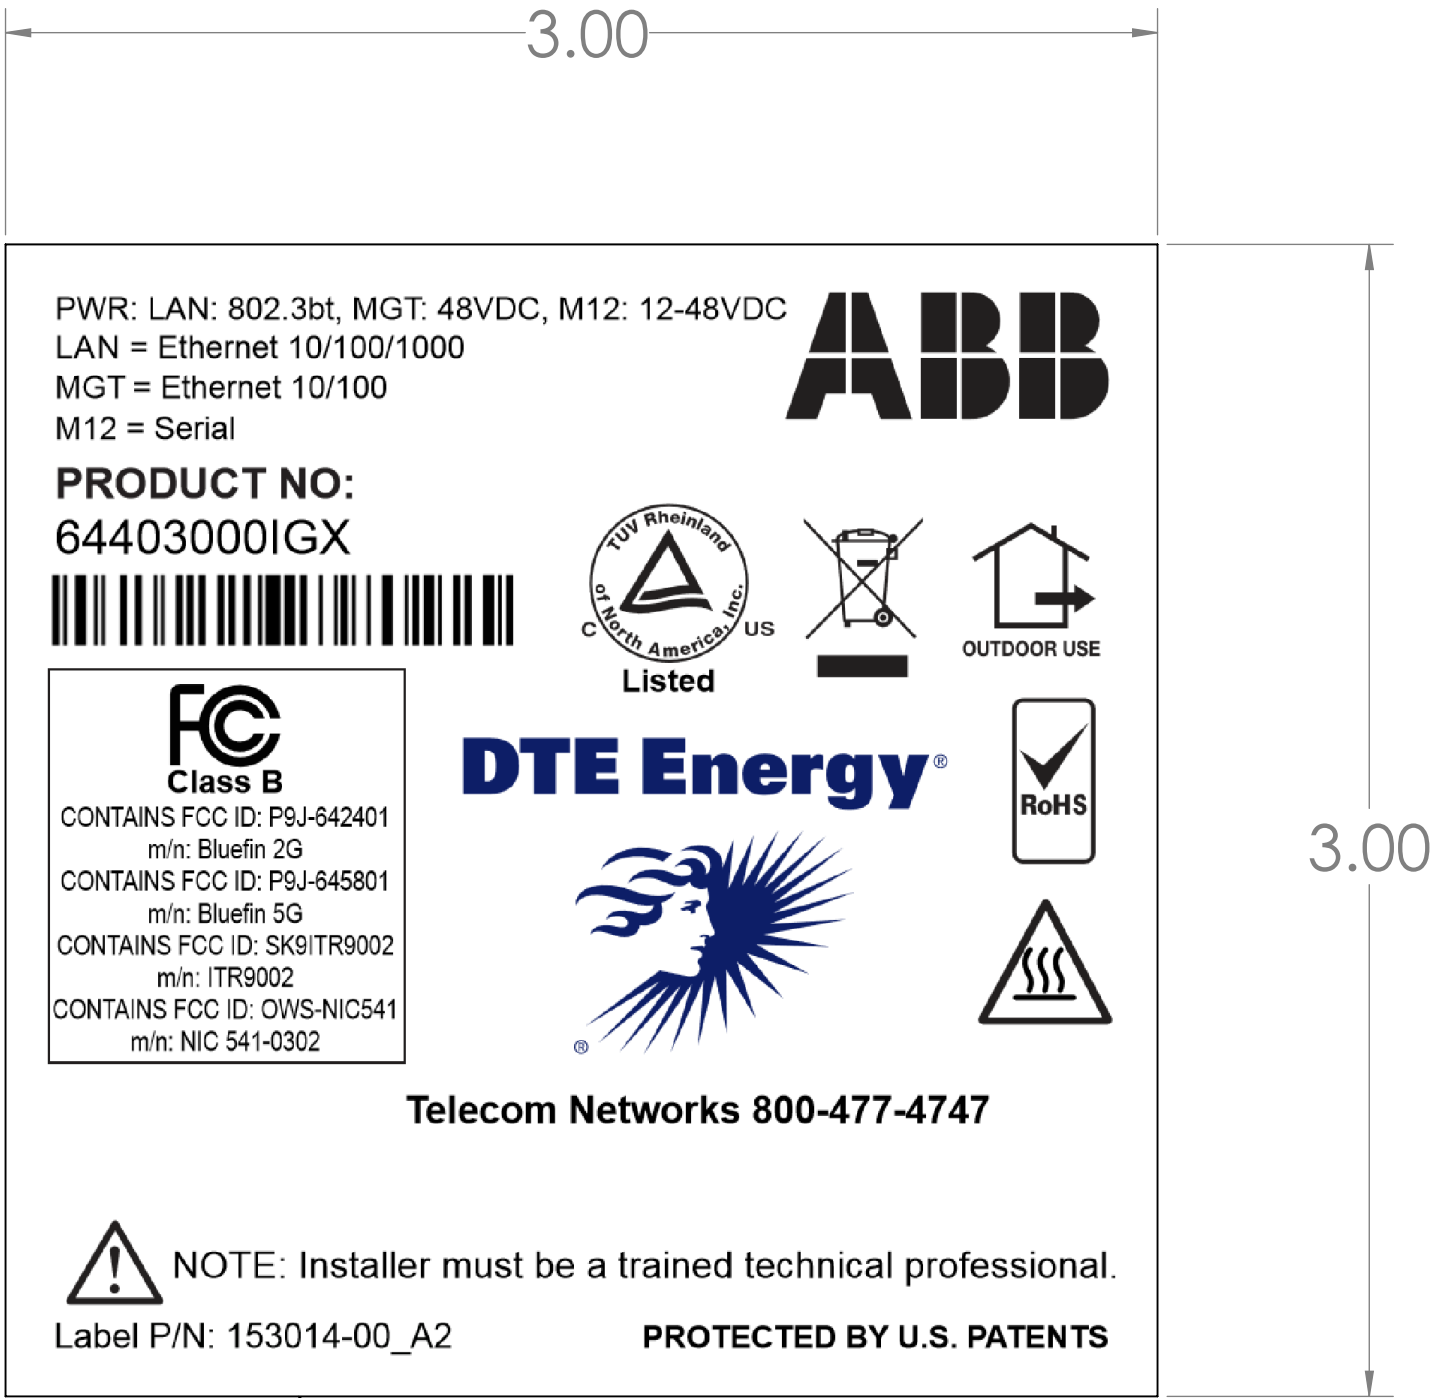 3.00
PWR: LAN: 802.3bt, MGT: 48VDC, M12: 12-48VDC
LAN = Ethernet 10/100/1000
MGT = Ethernet 10/100
M12 = Serial
ABB
PRODUCT NO:
64403000IGX
TUV Rheinland
of North America, Inc.
C US
Listed
OUTDOOR USE
FCC
Class B
CONTAINS FCC ID: P9J-642401
m/n: Bluefin 2G
CONTAINS FCC ID: P9J-645801
m/n: Bluefin 5G
CONTAINS FCC ID: SK9ITR9002
m/n: ITR9002
CONTAINS FCC ID: OWS-NIC541
m/n: NIC 541-0302
DTE Energy®
®
RoHS
3.00
Telecom Networks 800-477-4747
NOTE: Installer must be a trained technical professional.
Label P/N: 153014-00_A2
PROTECTED BY U.S. PATENTS